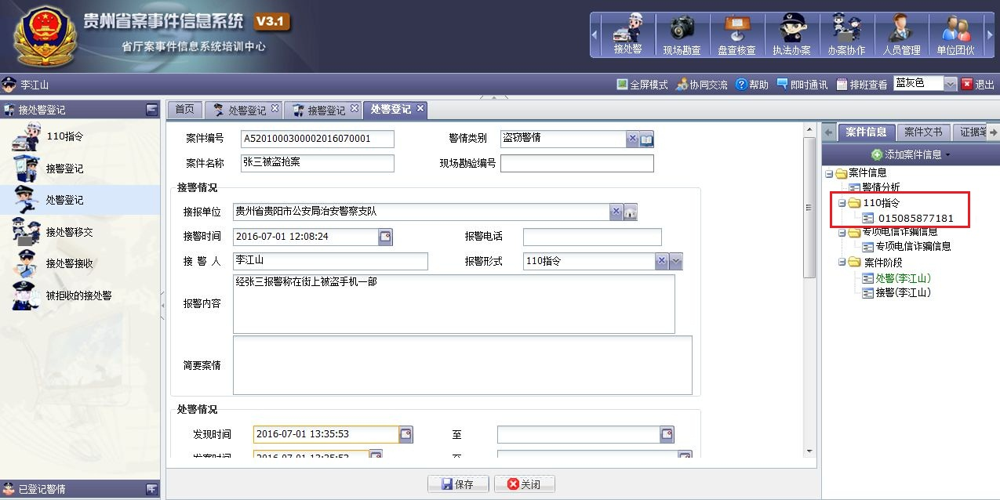 贵州省案事件信息系统 V3.1
省厅案事件信息系统培训中心
接处警 现场勘查 盘查核查 执法办案 办案协作 人员管理 单位团伙
李江山
全屏模式 协同交流 帮助 即时通讯 排班查看 蓝灰色 退出
接处警登记
110指令
接警登记
处警登记
接处警移交
接处警接收
被拒收的接处警
已登记警情
首页 处警登记 接警登记 处警登记
案件编号
警情类别 盗窃警情
案件名称 张三被盗抢案 现场勘验编号
接警情况
接报单位 贵州省贵阳市公安局治安警察支队
接警时间 2016-07-01 12:08:24 报警电话
接 警 人 李江山 报警形式 110指令
报警内容 经张三报警称在街上被盗手机一部
简要案情
处警情况
发现时间 2016-07-01 13:35:53 至
发案时间 2016-07-01 13:35:53 至
保存 关闭
案件信息 案件文书 证据笔
添加案件信息
案件信息
警情分析
110指令
015085877181
专项电信诈骗信息
专项电信诈骗信息
案件阶段
处警(李江山)
接警(李江山)